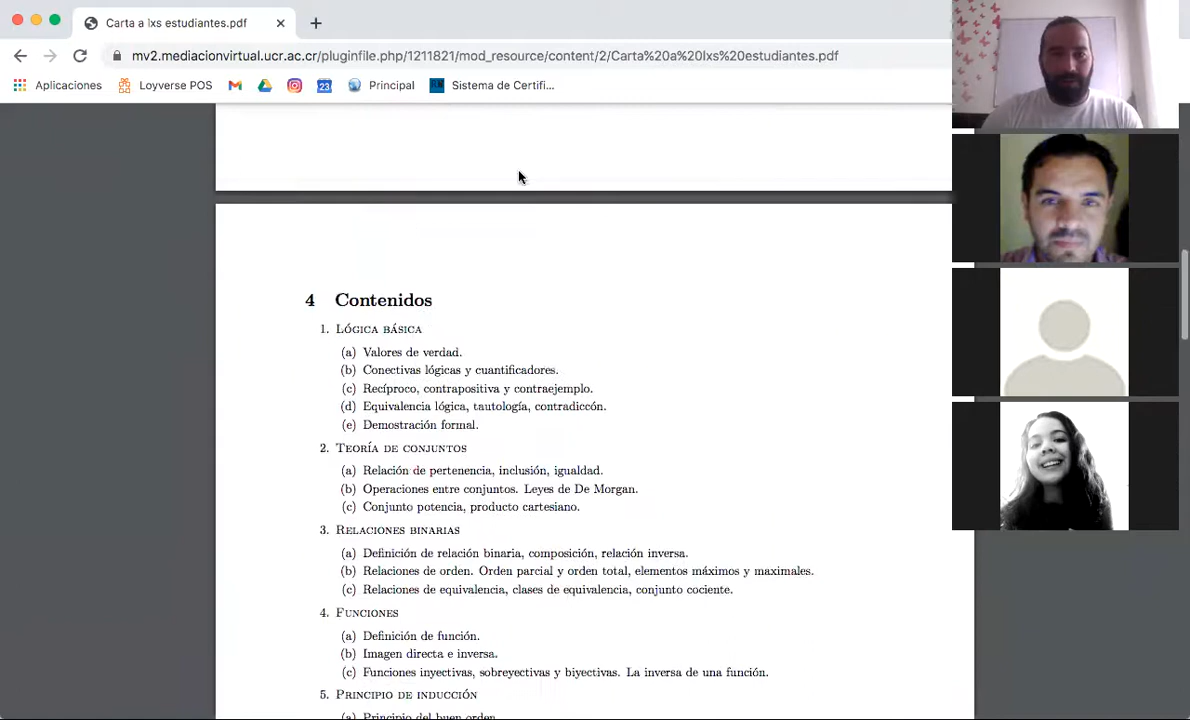 Carta a lxs estudiantes.pdf
mv2.mediacionvirtual.ucr.ac.cr/pluginfile.php/1211821/mod_resource/content/2/Carta%20a%20lxs%20estudiantes.pdf
Aplicaciones Loyverse POS 23 Principal Sistema de Certifi...
4 Contenidos
1. LÓGICA BÁSICA
(a) Valores de verdad.
(b) Conectivas lógicas y cuantificadores.
(c) Recíproco, contrapositiva y contraejemplo.
(d) Equivalencia lógica, tautología, contradiccón.
(e) Demostración formal.
2. TEORÍA DE CONJUNTOS
(a) Relación de pertenencia, inclusión, igualdad.
(b) Operaciones entre conjuntos. Leyes de De Morgan.
(c) Conjunto potencia, producto cartesiano.
3. RELACIONES BINARIAS
(a) Definición de relación binaria, composición, relación inversa.
(b) Relaciones de orden. Orden parcial y orden total, elementos máximos y maximales.
(c) Relaciones de equivalencia, clases de equivalencia, conjunto cociente.
4. FUNCIONES
(a) Definición de función.
(b) Imagen directa e inversa.
(c) Funciones inyectivas, sobreyectivas y biyectivas. La inversa de una función.
5. PRINCIPIO DE INDUCCIÓN
(a) Principio del buen orden.